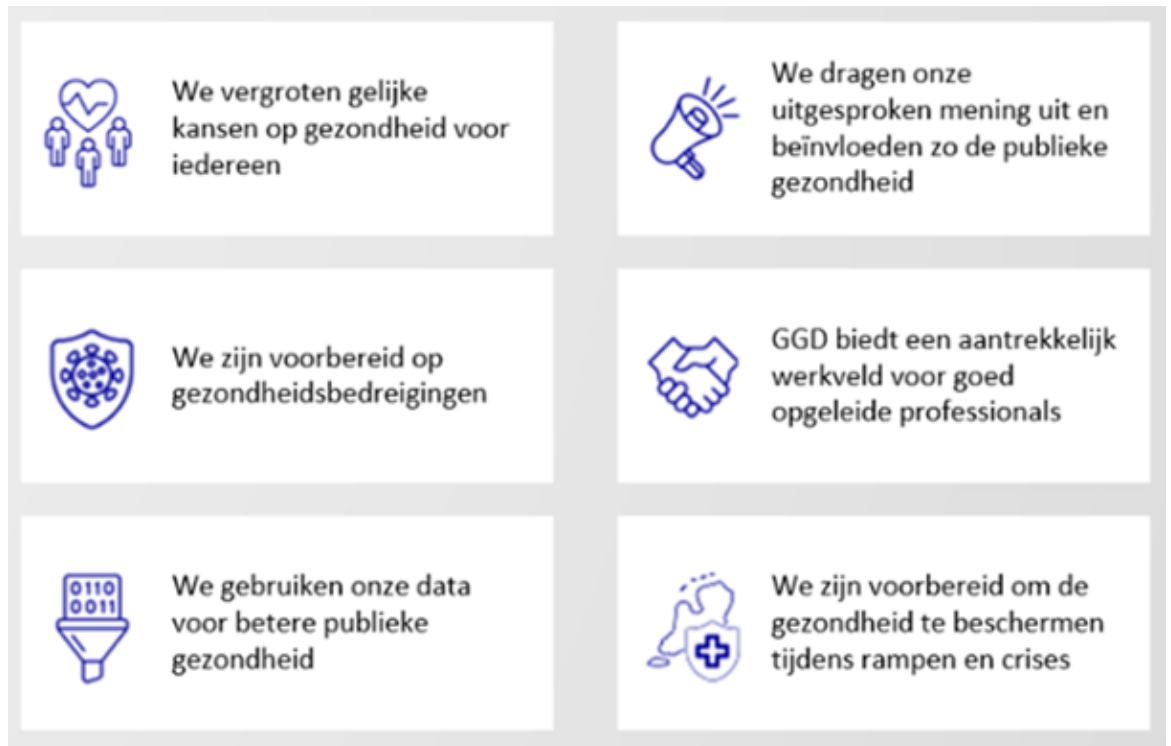 We vergroten gelijke
kansen op gezondheid voor
iedereen
We dragen onze
uitgesproken mening uit en
beïnvloeden zo de publieke
gezondheid
We zijn voorbereid op
gezondheidsbedreigingen
GGD biedt een aantrekkelijk
werkveld voor goed
opgeleide professionals
0110
0011
We gebruiken onze data
voor betere publieke
gezondheid
We zijn voorbereid om de
gezondheid te beschermen
tijdens rampen en crises